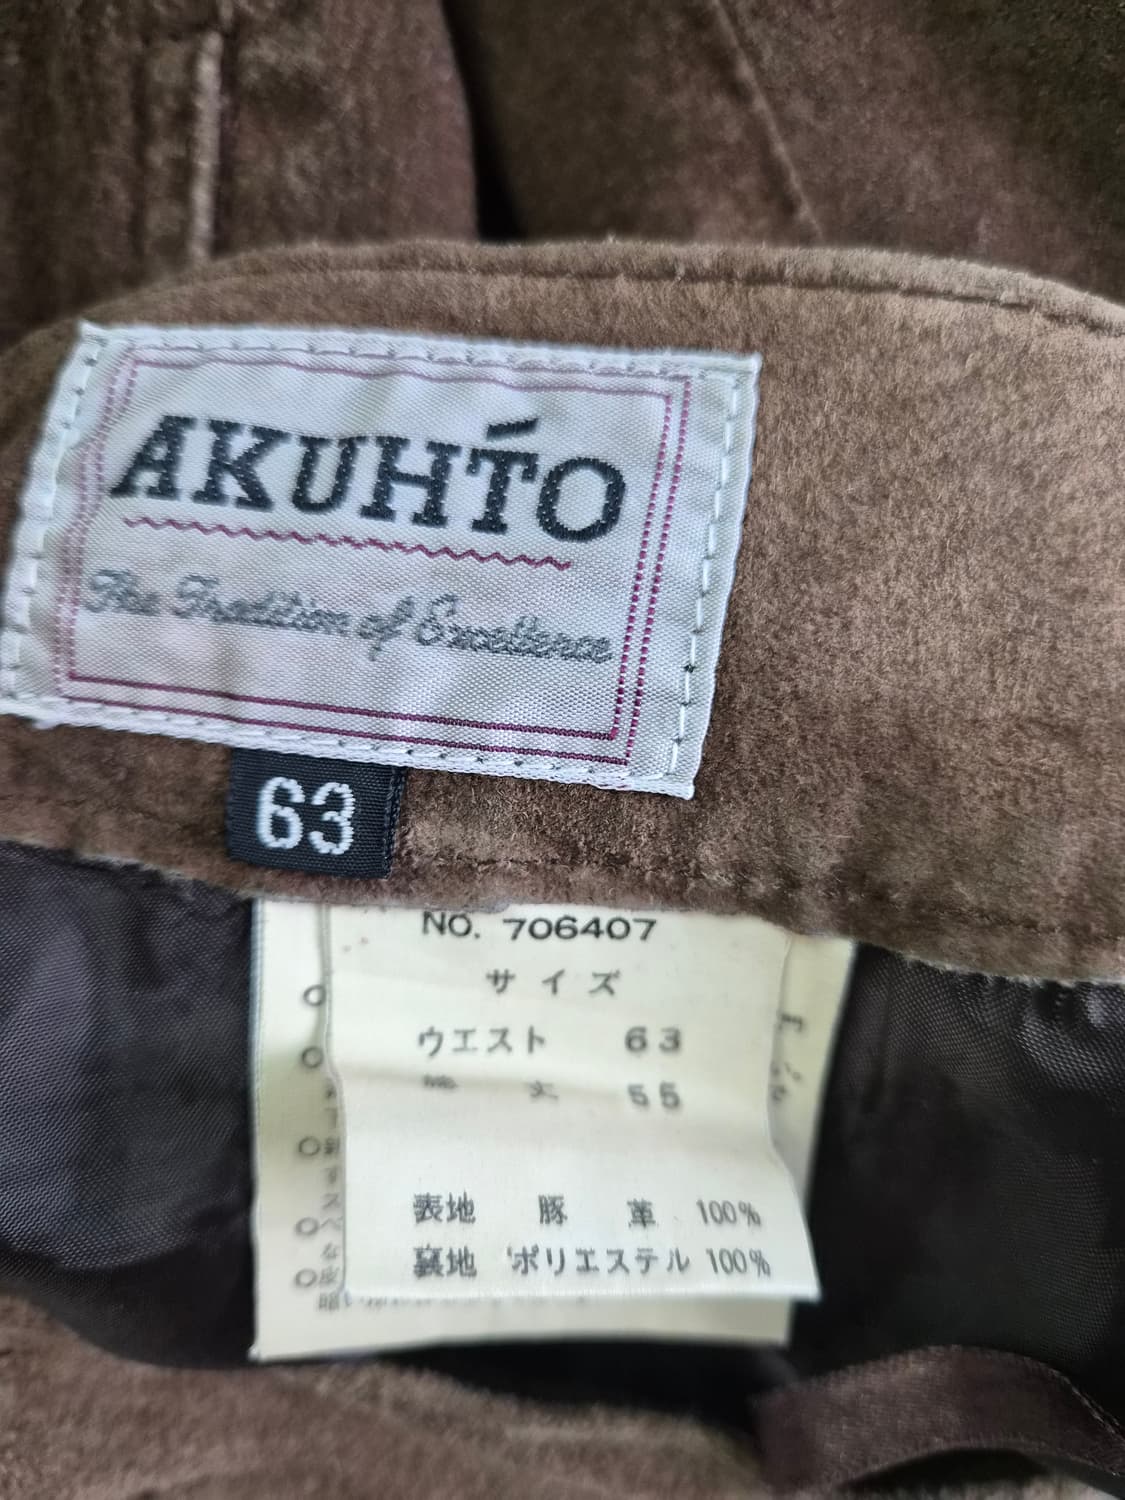 AKUHTO
The Tradition of Excellence
63
NO. 706407
サイズ
ウエスト 63
総丈 55
表地 豚革 100%
裏地 ポリエステル 100%